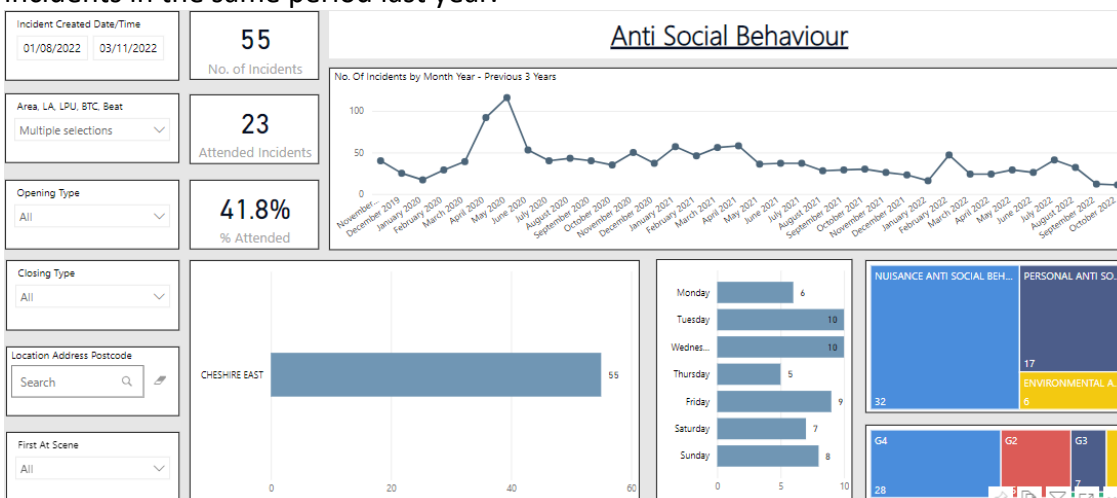 incidents in the same period last year.
Incident Created Date/Time
01/08/2022 03/11/2022
55
No. of Incidents
Anti Social Behaviour
Area, LA, LPU, BTC, Beat
Multiple selections
23
Attended Incidents
No. Of Incidents by Month Year - Previous 3 Years
100
50
0
November...
December 2019
January 2020
February 2020
March 2020
April 2020
May 2020
June 2020
July 2020
August 2020
September 2020
October 2020
November 2020
December 2020
January 2021
February 2021
March 2021
April 2021
May 2021
June 2021
July 2021
August 2021
September 2021
October 2021
November 2021
December 2021
January 2022
February 2022
March 2022
April 2022
May 2022
June 2022
July 2022
August 2022
September 2022
October 2022
Opening Type
All
41.8%
% Attended
Closing Type
All
Location Address Postcode
Search
First At Scene
All
CHESHIRE EAST
55
0 20 40 60
Monday 6
Tuesday 10
Wednes... 10
Thursday 5
Friday 9
Saturday 7
Sunday 8
0 5 10
NUISANCE ANTI SOCIAL BEH...
32
PERSONAL ANTI SO...
17
ENVIRONMENTAL A...
6
G4
28
G2
G3
7